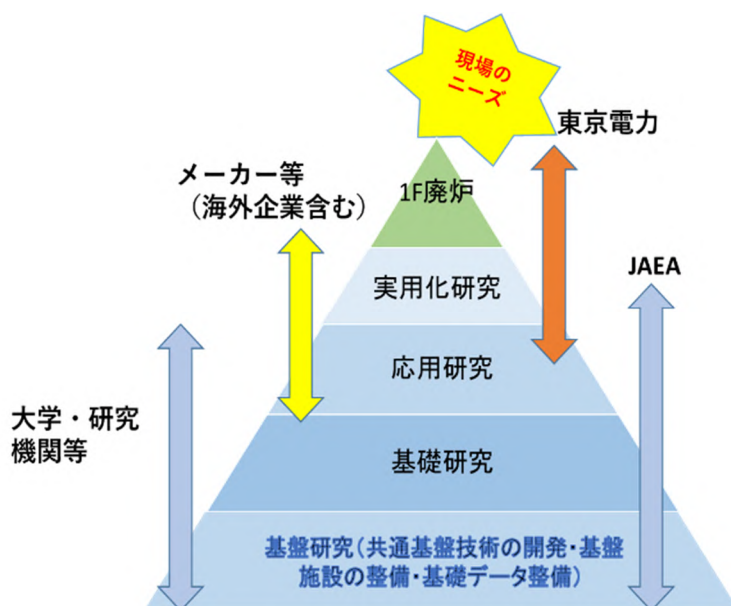 現場の
ニーズ
東京電力
メーカー等
（海外企業含む）
1F廃炉
JAEA
実用化研究
応用研究
大学・研究
機関等
基礎研究
基盤研究（共通基盤技術の開発・基盤
施設の整備・基礎データ整備）